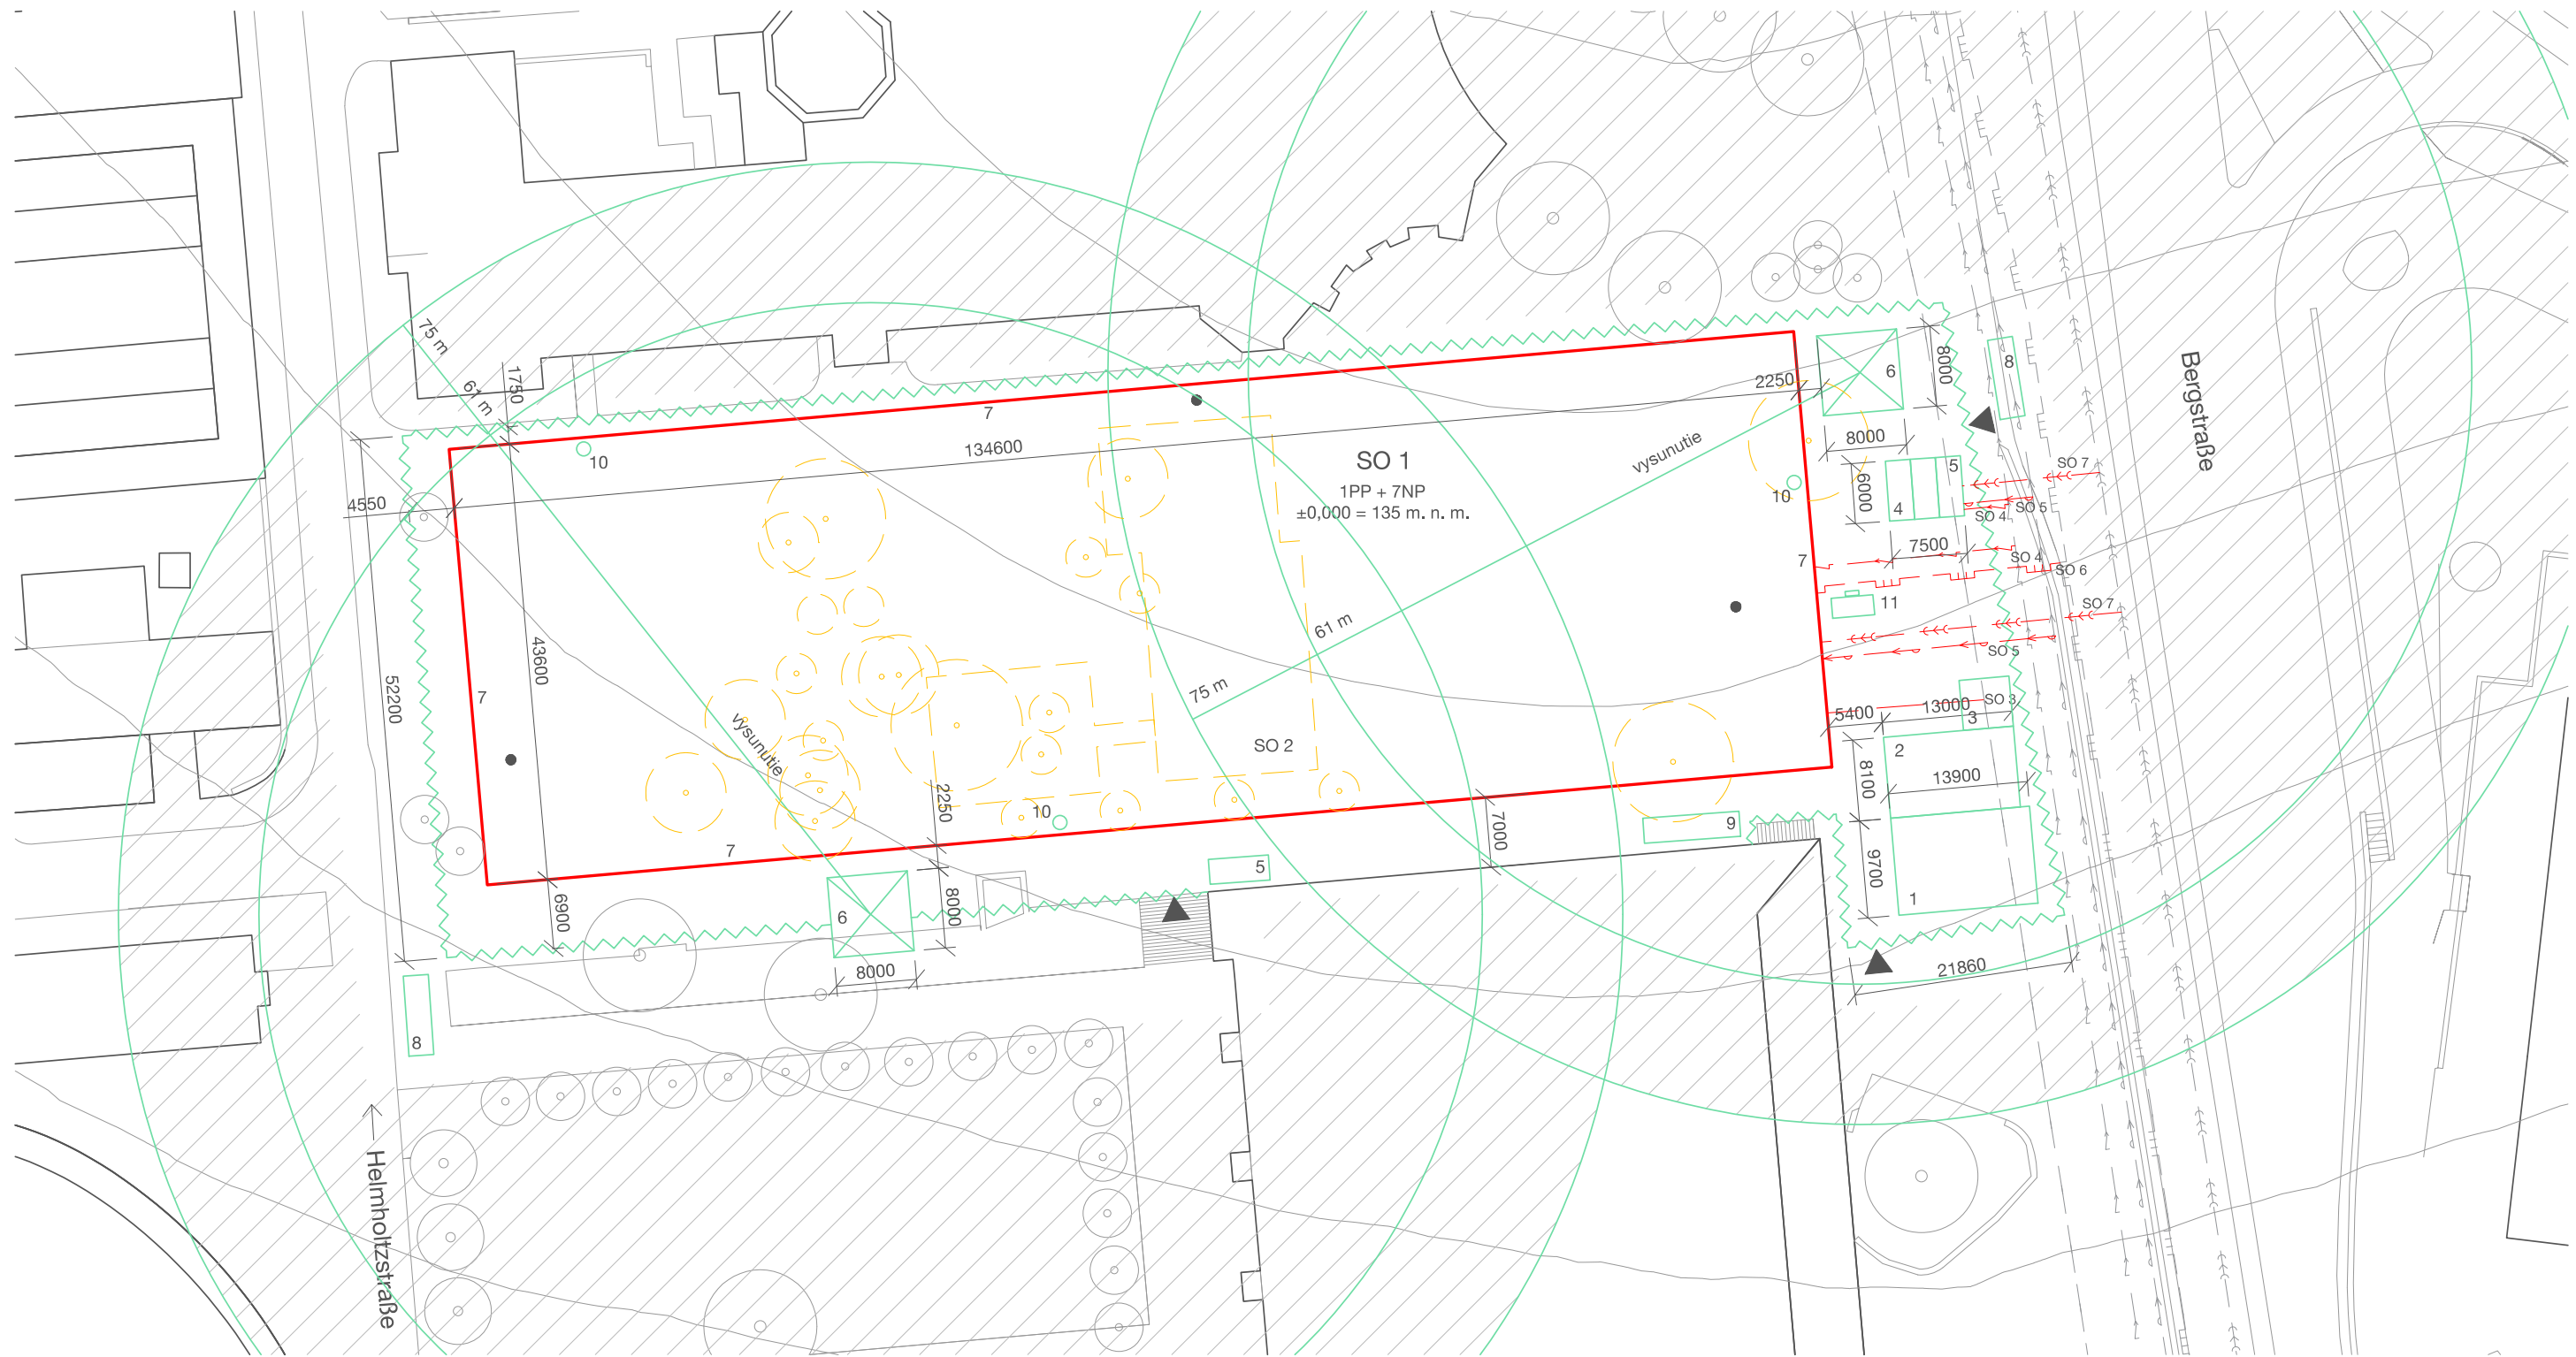 75 m
61 m
1750
7
134600
10
4550
52200
43600
7
vysunutie
7
6900
6
8000
2250
8000
10
5
8
Helmholtzstraße
SO 1
1PP + 7NP
±0,000 = 135 m. n. m.
vysunutie
61 m
75 m
SO 2
7000
9
2250
6
8000
8
8000
6000
5
4
10
7500
7
SO 7
SO 5
SO 4
SO 4
SO 6
11
SO 7
SO 5
SO 3
5400
13000
3
2
8100
13900
9700
1
21860
Bergstraße